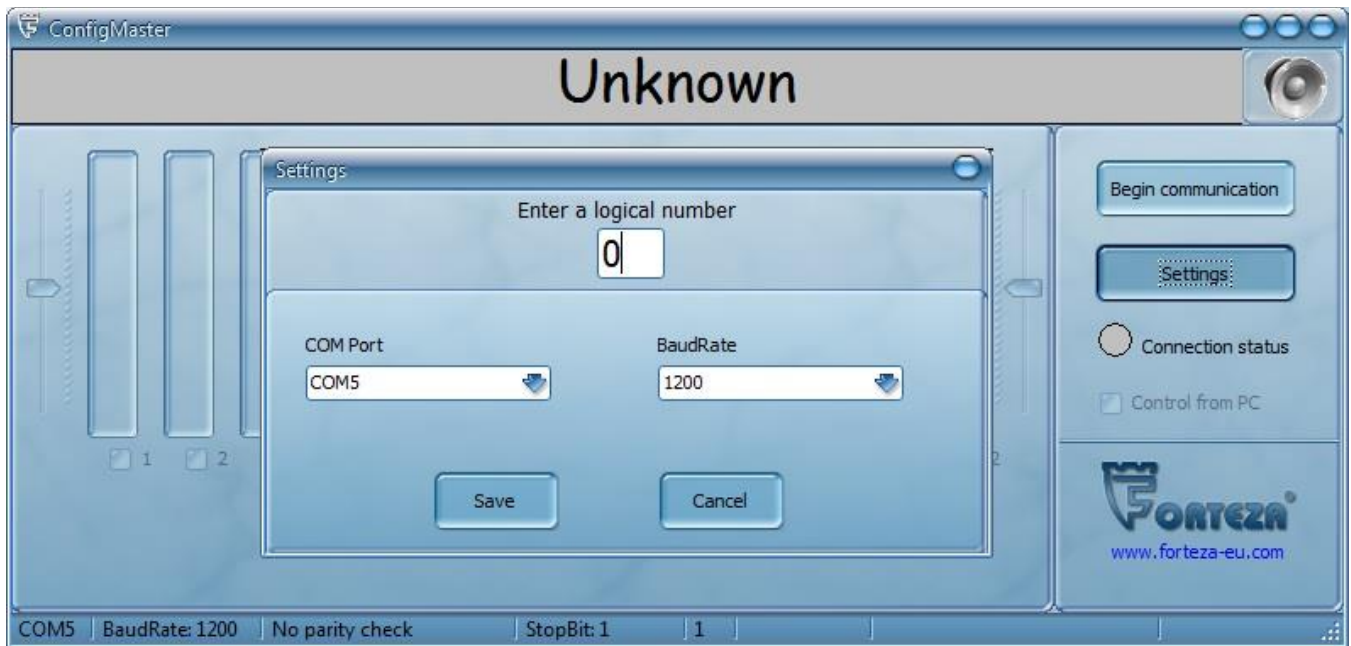 ConfigMaster
Unknown
Settings
Enter a logical number
0
COM Port
BaudRate
COM5
1200
Save
Cancel
1
2
2
Begin communication
Settings
Connection status
Control from PC
FORTEZA®
www.forteza-eu.com
COM5 BaudRate: 1200 No parity check StopBit: 1 1